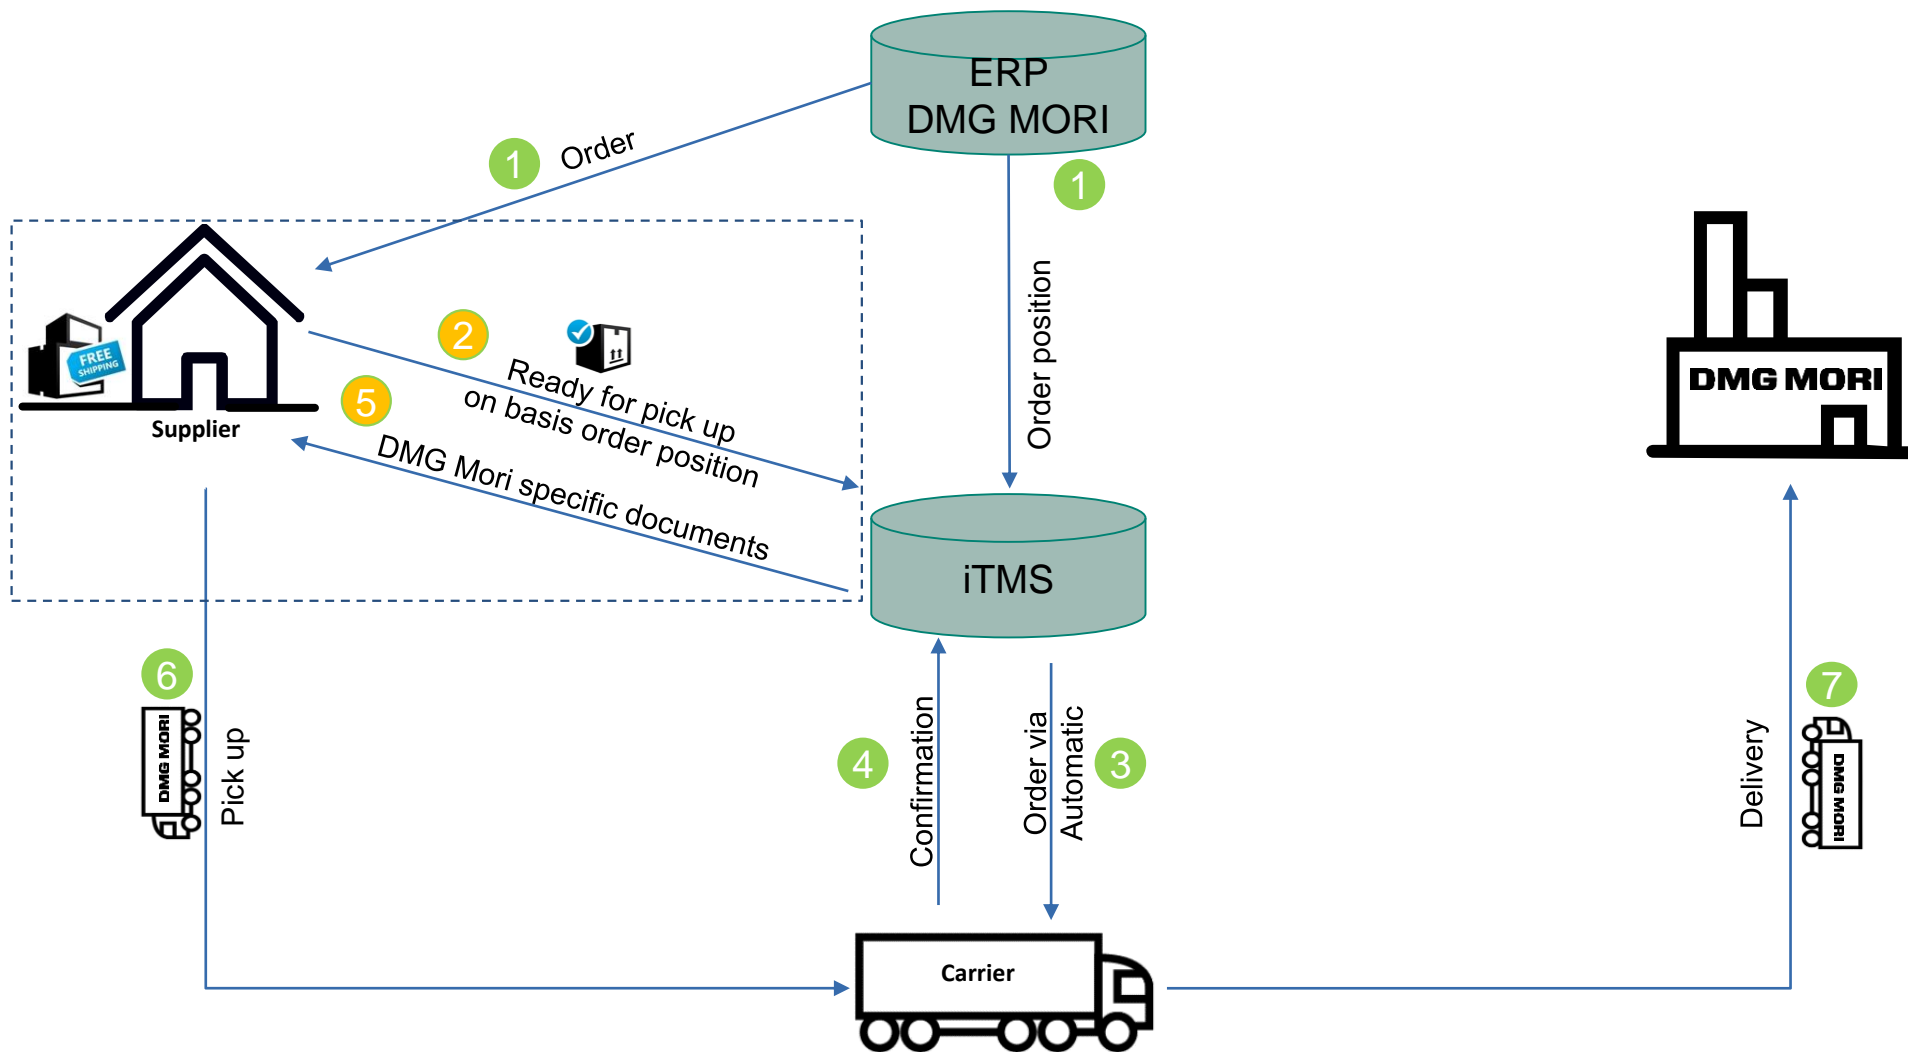 ERP
DMG MORI
1
Order
1
Order position
FREE
SHIPPING
Supplier
2
Ready for pick up
on basis order position
5
DMG Mori specific documents
DMG MORI
iTMS
6
DMG MORI
Pick up
4
Confirmation
Order via
Automatic
3
7
Delivery
DMG MORI
Carrier